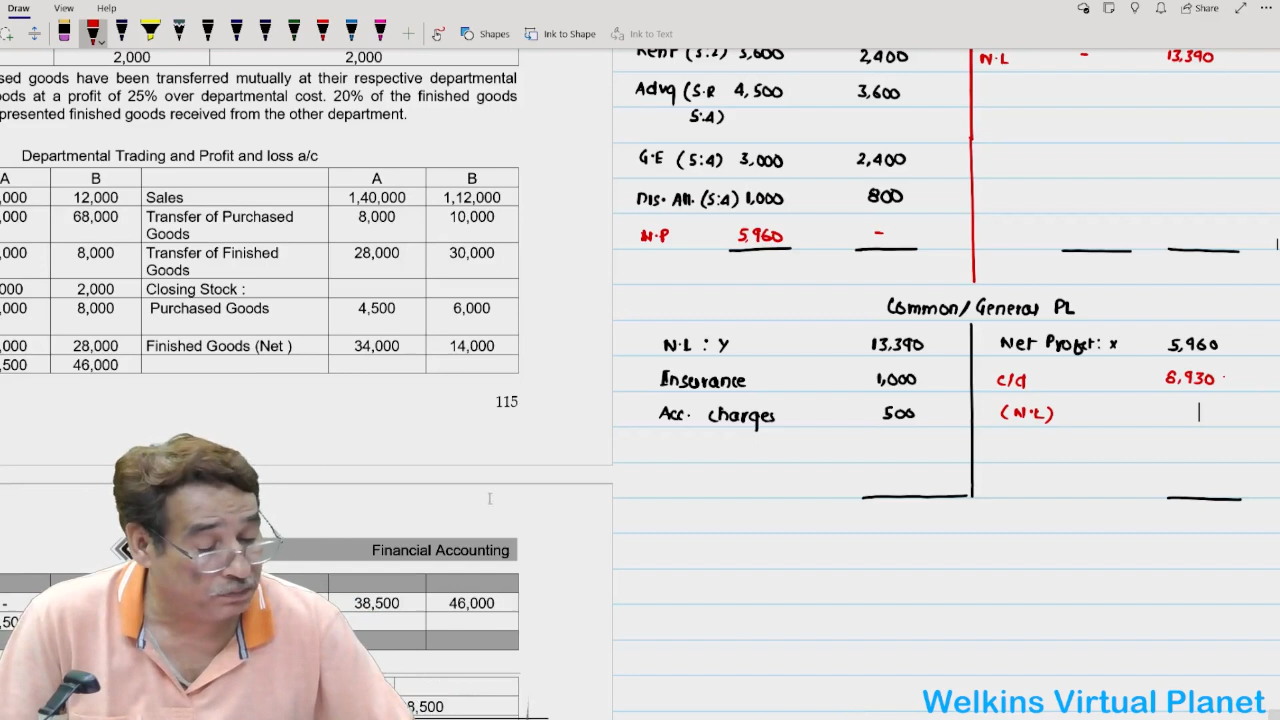 Draw View Help
Share
Shapes Ink to Shape Ink to Text
2,000 2,000
sed goods have been transferred mutually at their respective departmental
ods at a profit of 25% over departmental cost. 20% of the finished goods
presented finished goods received from the other department.
Departmental Trading and Profit and loss a/c
A B A B
,000 12,000 Sales 1,40,000 1,12,000
,000 68,000 Transfer of Purchased Goods 8,000 10,000
,000 8,000 Transfer of Finished Goods 28,000 30,000
000 2,000 Closing Stock :
,000 8,000 Purchased Goods 4,500 6,000
,000 28,000 Finished Goods (Net ) 34,000 14,000
,500 46,000
115
Financial Accounting
- 38,500 46,000
,50
8,500
Rent (5:2) 3,600 2,400
N.L - 13,390
Advq (S.R 4,500 3,600
5:4)
G.E (5:4) 3,000 2,400
Dis. All. (5:4) 1,000 800
N.P 5,960 -
Common/General PL
N.L : Y 13,390 Net Profit: x 5,960
Insurance 1,000 c/d 8,930
Acc. charges 500 (N.L)
Welkins Virtual Planet